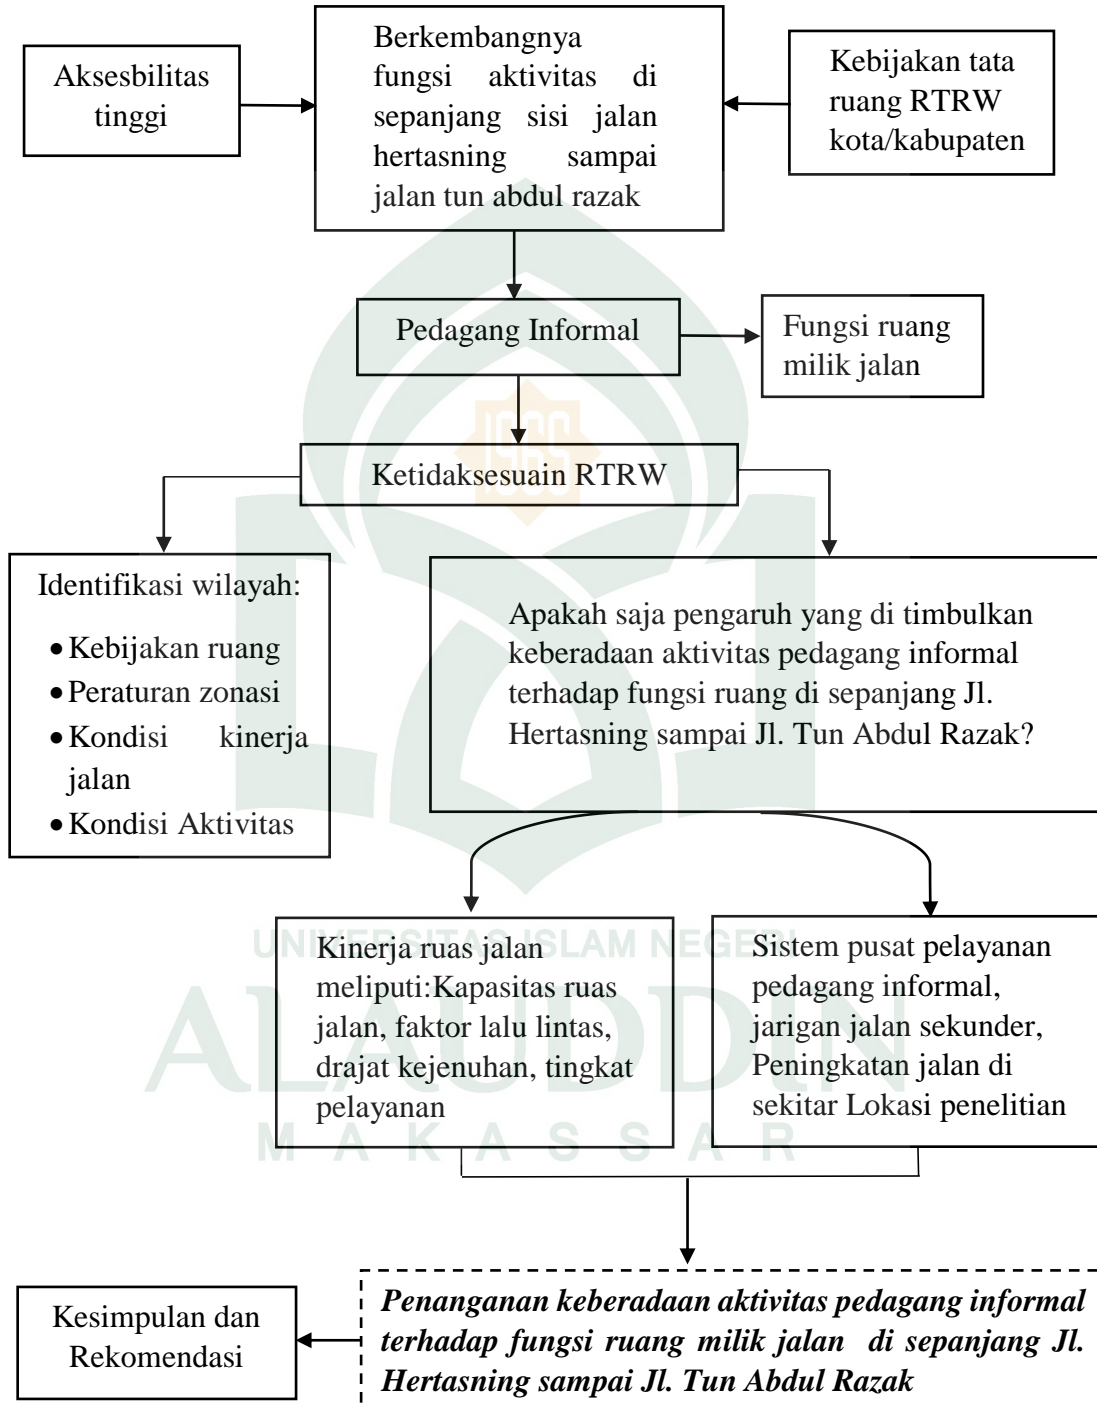 Aksesbilitas
tinggi
Berkembangnya
fungsi aktivitas di
sepanjang sisi jalan
hertasning sampai
jalan tun abdul razak
Kebijakan tata
ruang RTRW
kota/kabupaten
Pedagang Informal
Fungsi ruang
milik jalan
Ketidaksesuain RTRW
Identifikasi wilayah:
• Kebijakan ruang
• Peraturan zonasi
• Kondisi kinerja
jalan
• Kondisi Aktivitas
Apakah saja pengaruh yang di timbulkan
keberadaan aktivitas pedagang informal
terhadap fungsi ruang di sepanjang Jl.
Hertasning sampai Jl. Tun Abdul Razak?
Kinerja ruas jalan
meliputi:Kapasitas ruas
jalan, faktor lalu lintas,
drajat kejenuhan, tingkat
pelayanan
Sistem pusat pelayanan
pedagang informal,
jarigan jalan sekunder,
Peningkatan jalan di
sekitar Lokasi penelitian
UNIVERSITAS ISLAM NEGERI
ALAUDDIN
MAKASSAR
Kesimpulan dan
Rekomendasi
Penanganan keberadaan aktivitas pedagang informal
terhadap fungsi ruang milik jalan di sepanjang Jl.
Hertasning sampai Jl. Tun Abdul Razak